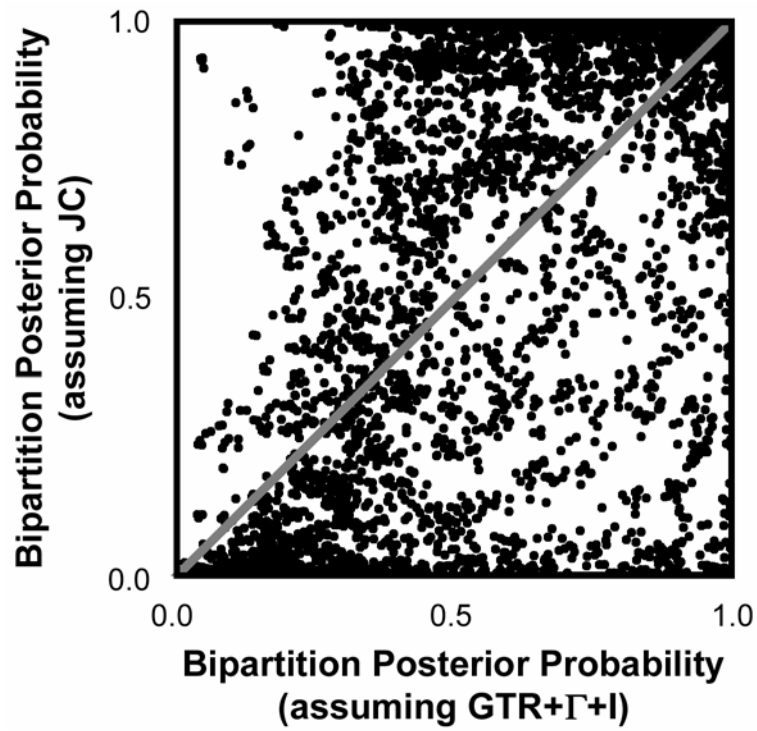 Bipartition Posterior Probability
(assuming JC)
1.0
0.5
0.0
0.0 0.5 1.0
Bipartition Posterior Probability
(assuming GTR+Γ+I)